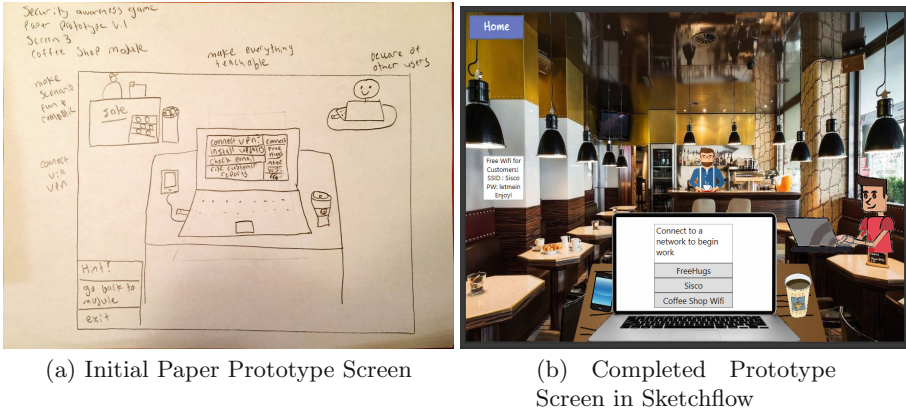 Security awareness game
Paper Prototype V.1
Screen 3
Coffee Shop Module
make everything
teachable
beware of
other users
make
scenario
fun &
connect
via
VPN
Safe
Connect VPN?
install updates
Check email
file customer
reports
Connect
Free
Hugs
Hint!
go back to
module
exit
(a) Initial Paper Prototype Screen
Home
Free Wifi for
Customers!
SSID : Sisco
PW: letmein
Enjoy!
Connect to a
network to begin
work
FreeHugs
Sisco
Coffee Shop Wifi
(b) Completed Prototype
Screen in Sketchflow